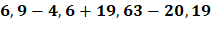 6, 9 − 4, 6 + 19, 63 − 20, 19